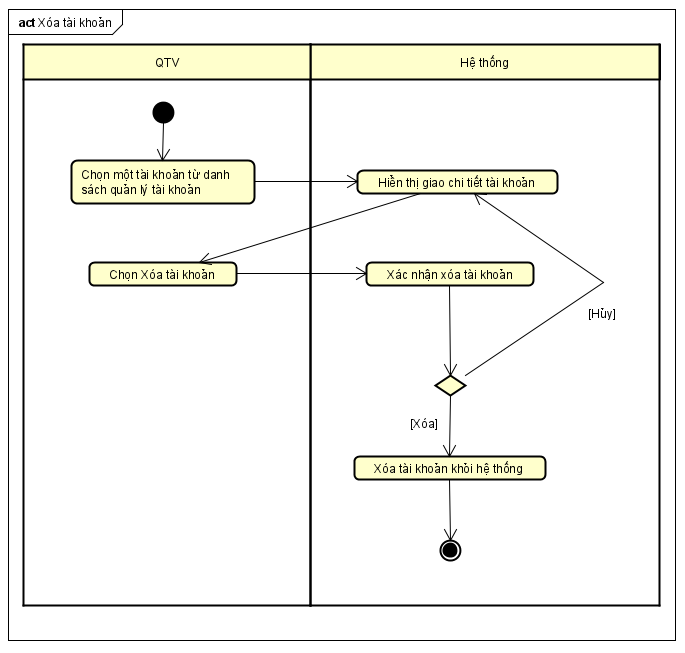 act Xóa tài khoản
QTV
Hệ thống
Chọn một tài khoản từ danh
sách quản lý tài khoản
Hiển thị giao chi tiết tài khoản
Chọn Xóa tài khoản
Xác nhận xóa tài khoản
[Hủy]
[Xóa]
Xóa tài khoản khỏi hệ thống